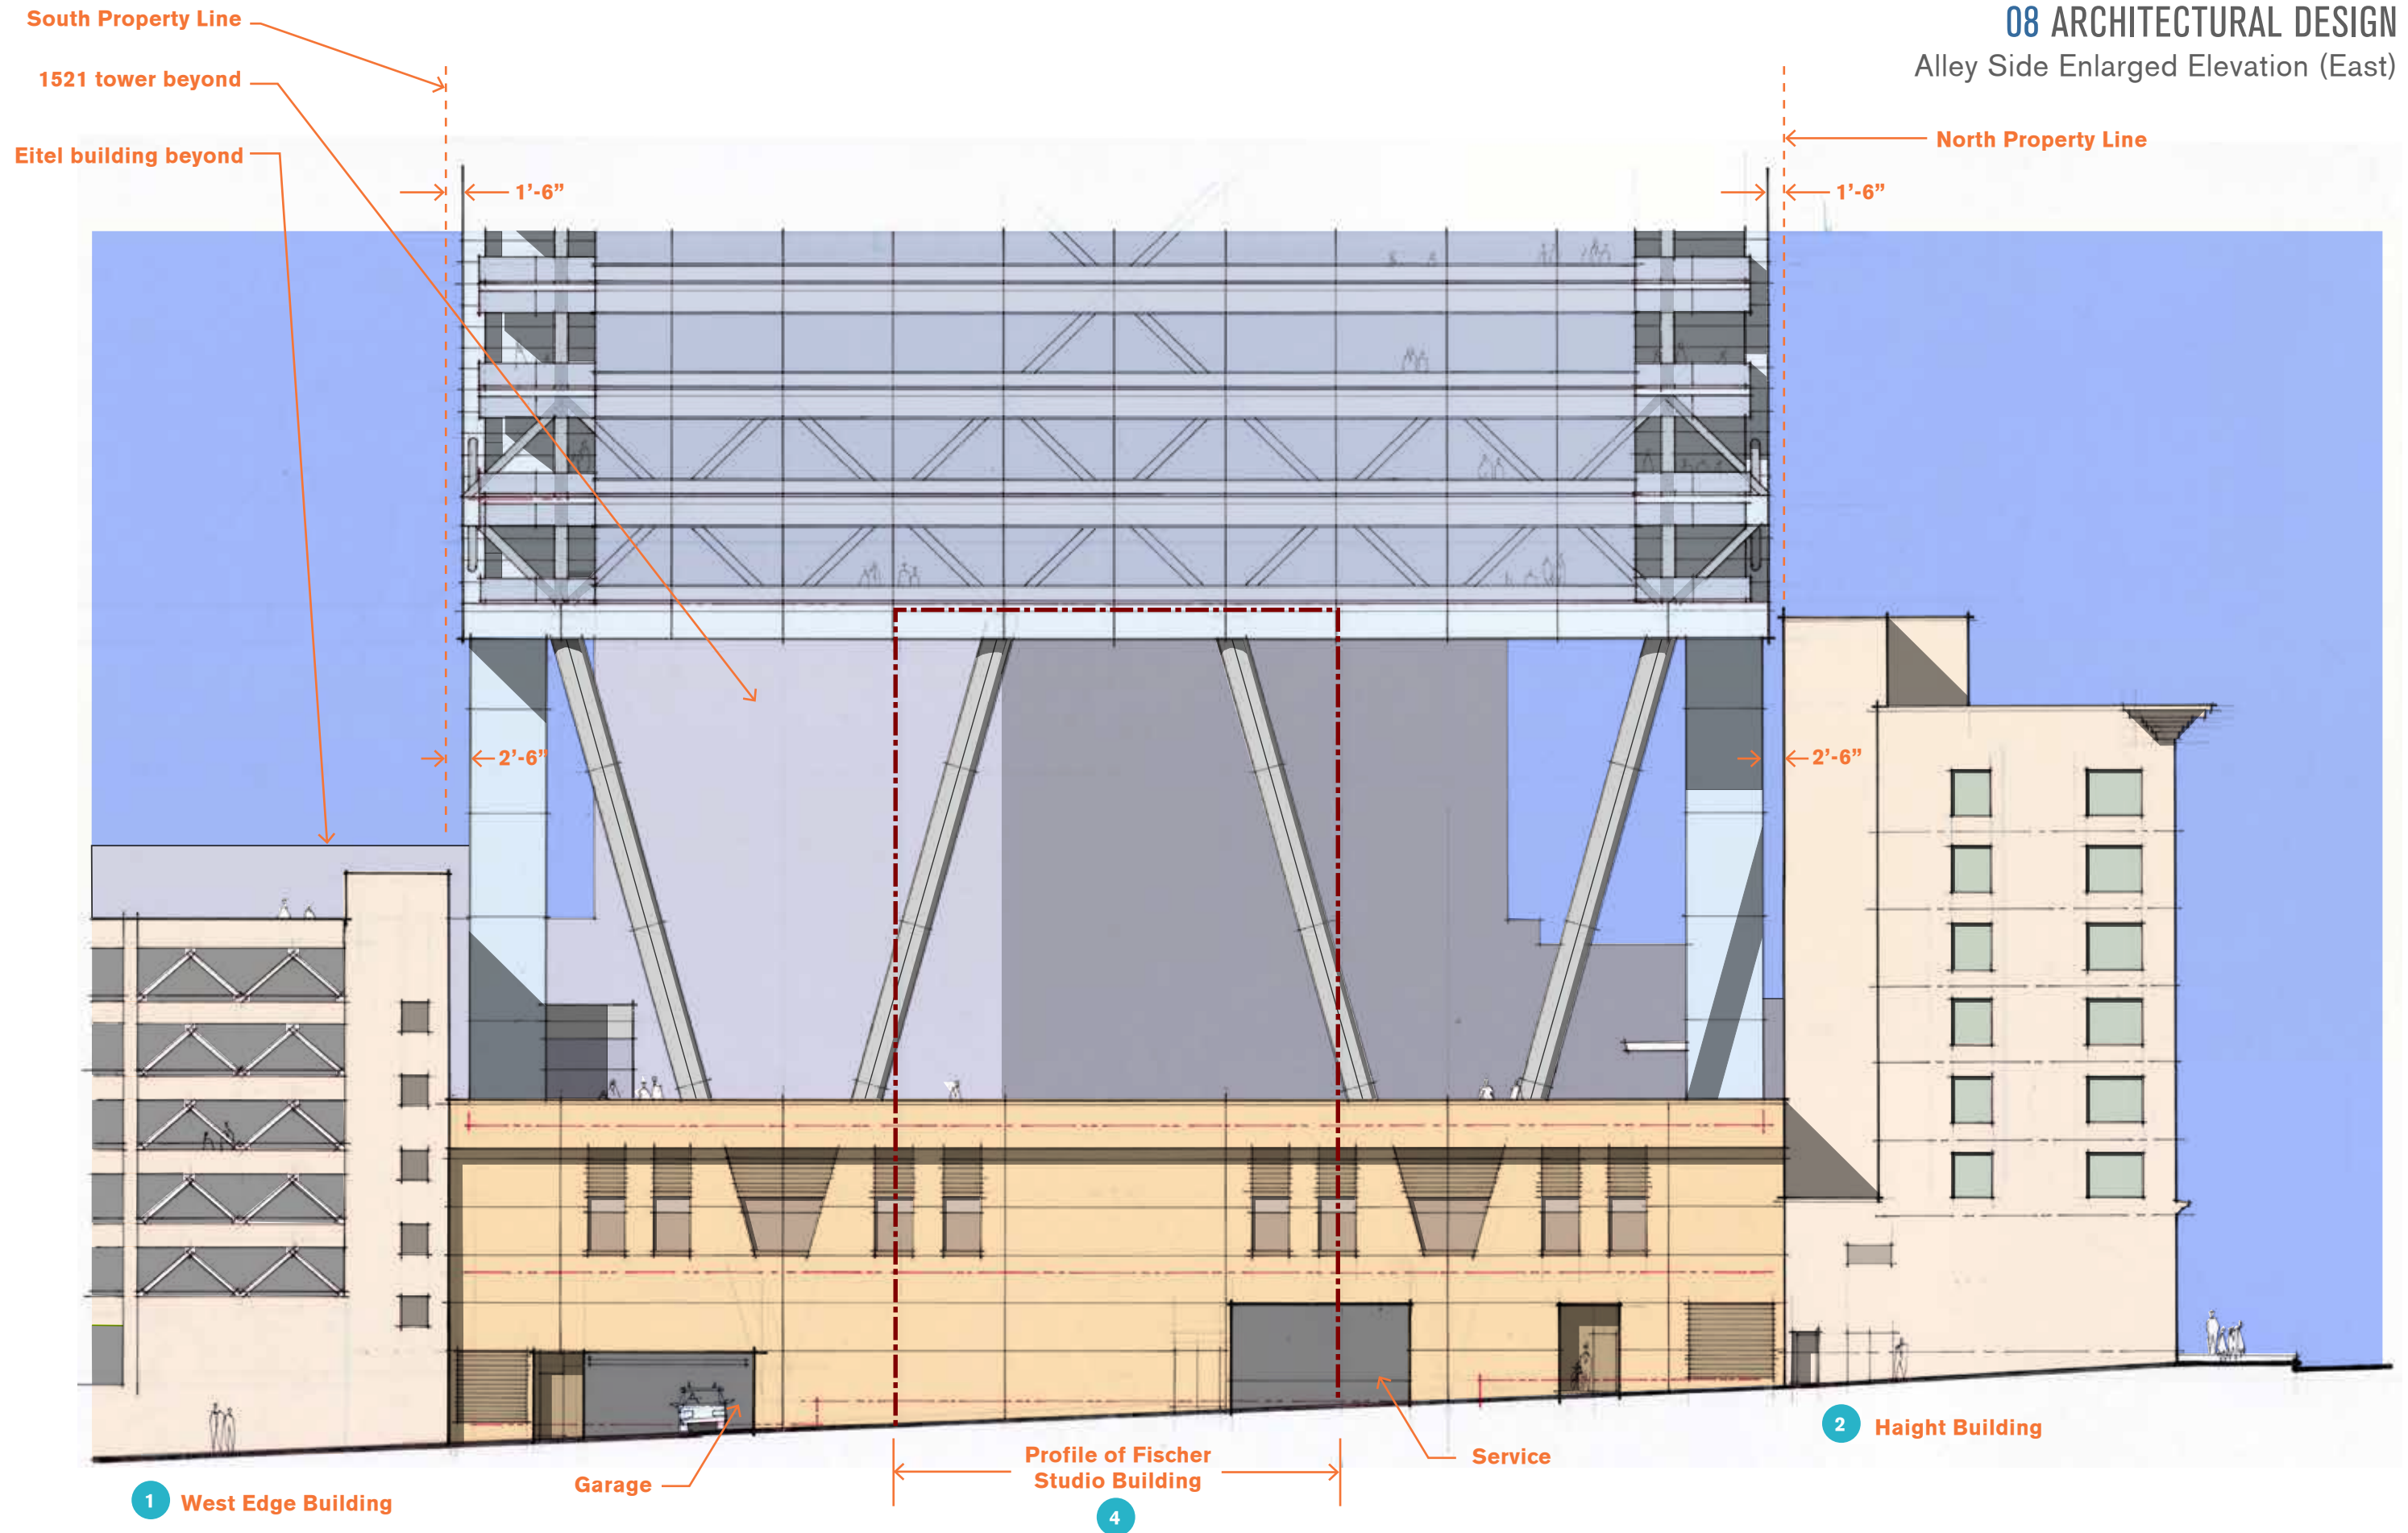 08 ARCHITECTURAL DESIGN
Alley Side Enlarged Elevation (East)
South Property Line
1521 tower beyond
Eitel building beyond
North Property Line
1’-6”
1’-6”
2’-6”
2’-6”
Profile of Fischer
Studio Building
4
Service
Garage
1 West Edge Building
2 Haight Building